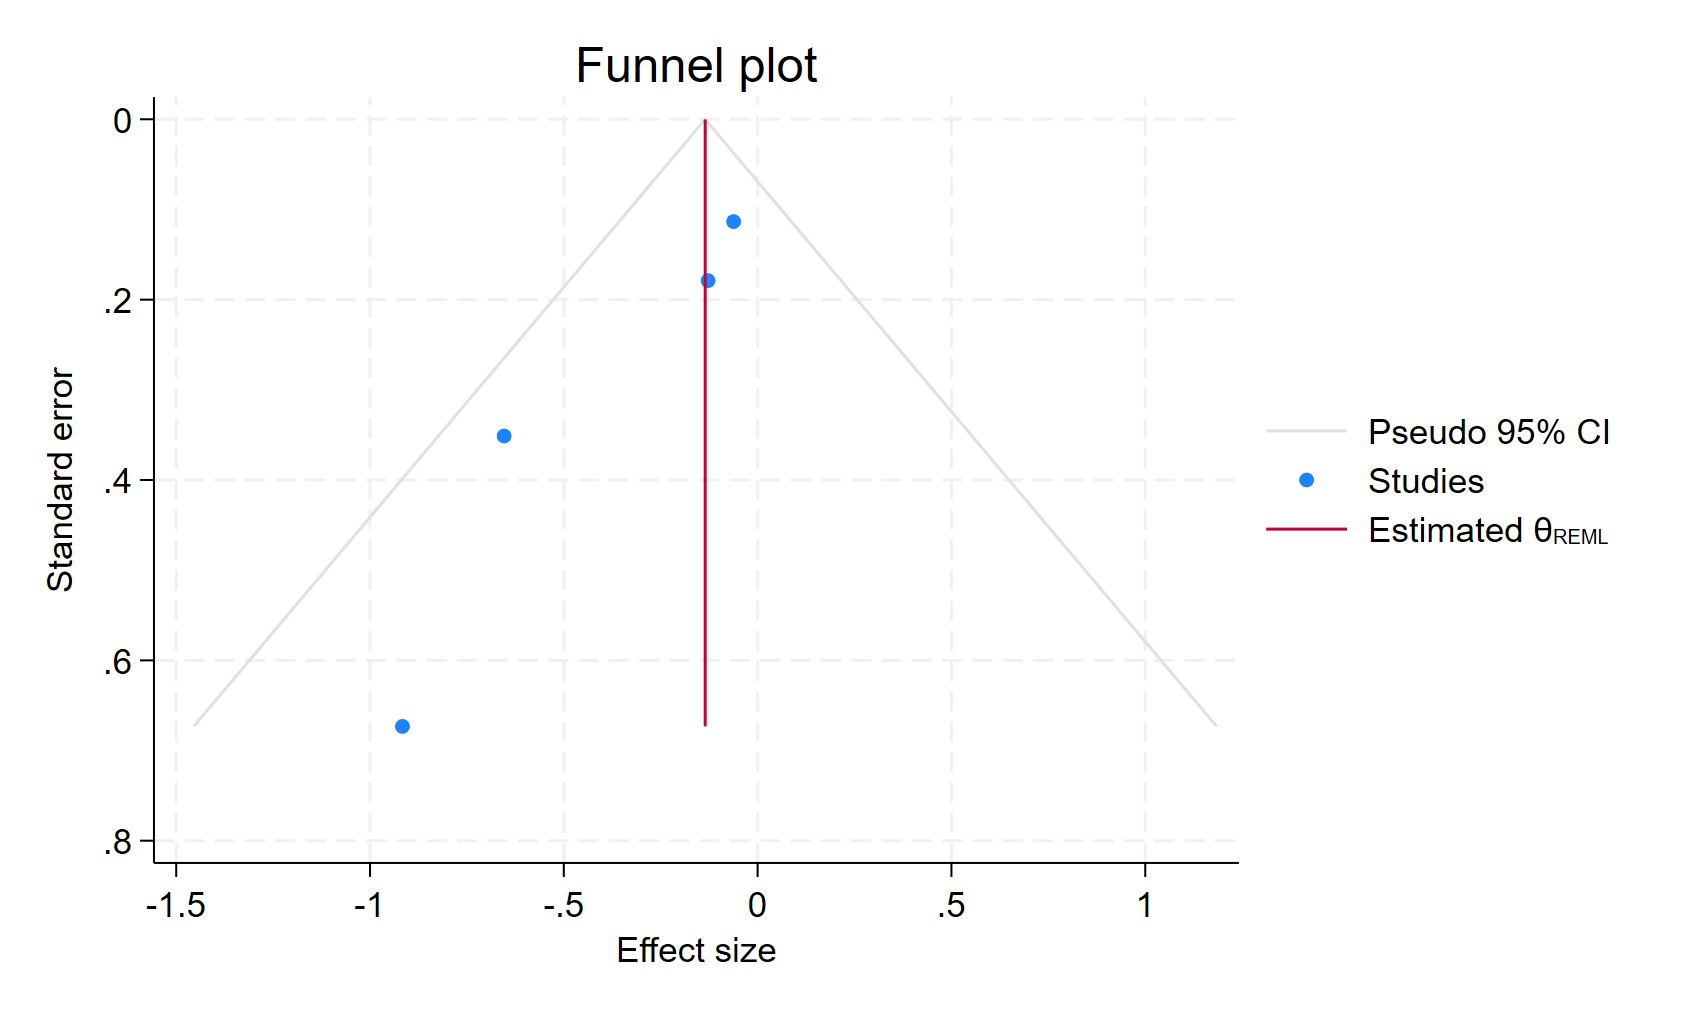 Funnel plot
0
.2
.4
.6
.8
Standard error
-1.5 -1 -.5 0 .5 1
Effect size
Pseudo 95% CI
Studies
Estimated θREML